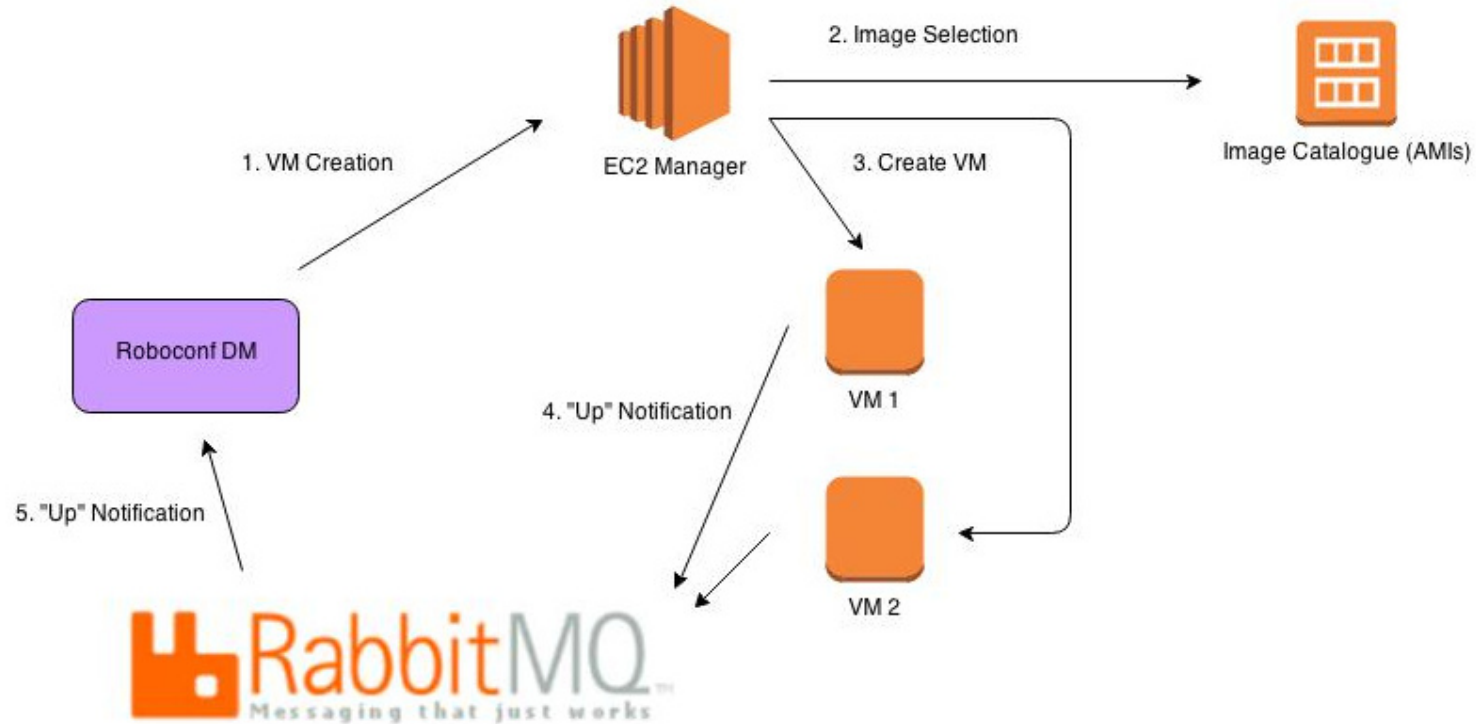 2. Image Selection
Image Catalogue (AMIs)
1. VM Creation
EC2 Manager
3. Create VM
Roboconf DM
VM 1
4. "Up" Notification
5. "Up" Notification
VM 2
RabbitMQ
TM
Messaging that just works